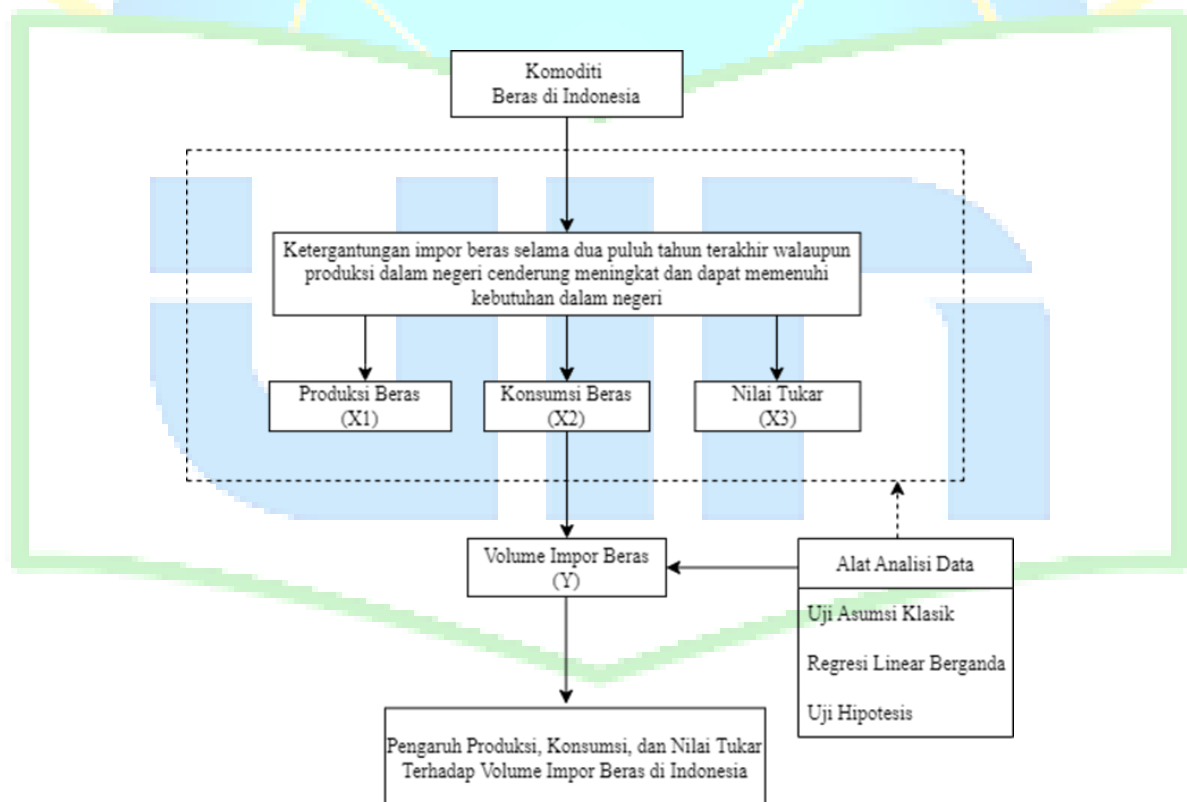 Komoditi
Beras di Indonesia
Ketergantungan impor beras selama dua puluh tahun terakhir walaupun
produksi dalam negeri cenderung meningkat dan dapat memenuhi
kebutuhan dalam negeri
Produksi Beras
(X1)
Konsumsi Beras
(X2)
Nilai Tukar
(X3)
Volume Impor Beras
(Y)
Alat Analisi Data
Uji Asumsi Klasik
Regresi Linear Berganda
Uji Hipotesis
Pengaruh Produksi, Konsumsi, dan Nilai Tukar
Terhadap Volume Impor Beras di Indonesia